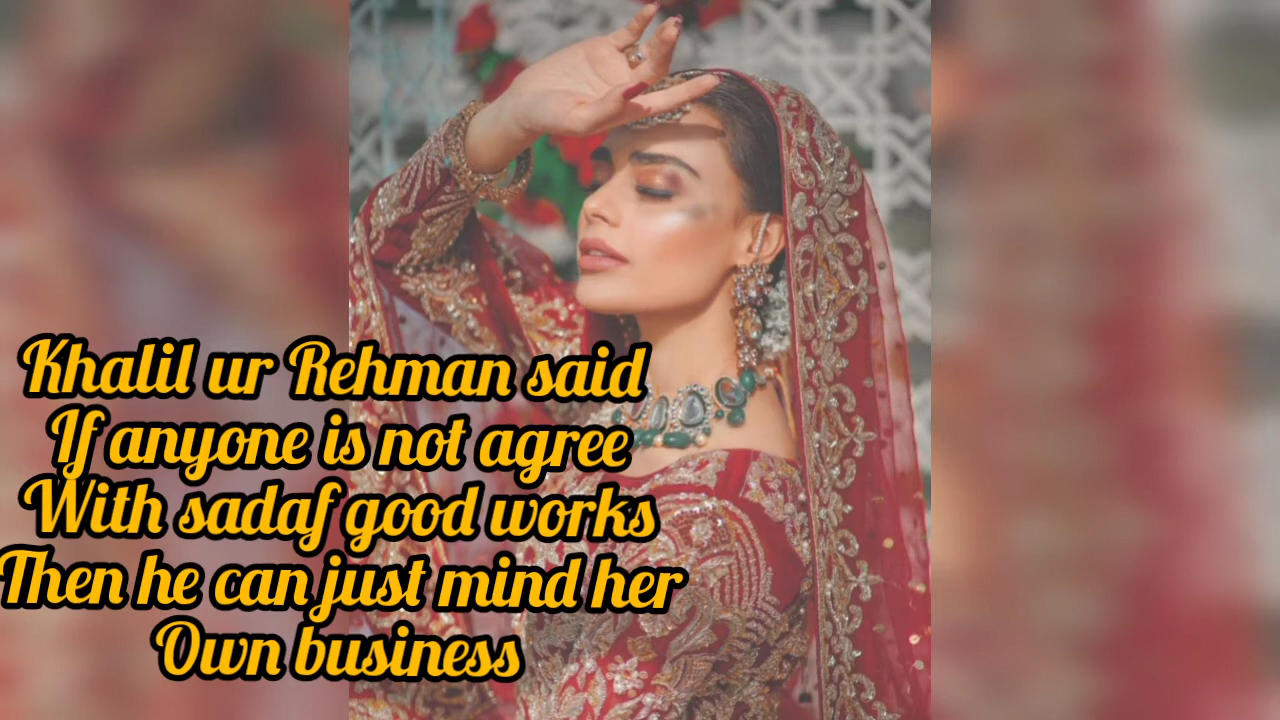 Khalil ur Rehman said
If anyone is not agree
With sadaf good works
Then he can just mind her
Own business